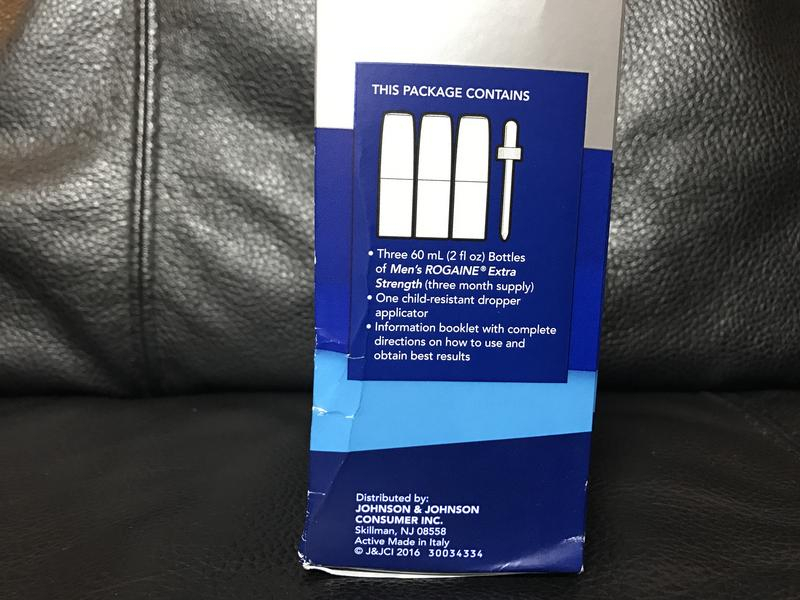 THIS PACKAGE CONTAINS
• Three 60 mL (2 fl oz) Bottles
of Men's ROGAINE® Extra
Strength (three month supply)
• One child-resistant dropper
applicator
• Information booklet with complete
directions on how to use and
obtain best results
Distributed by:
JOHNSON & JOHNSON
CONSUMER INC.
Skillman, NJ 08558
Active Made in Italy
© J&JCI 2016 30034334